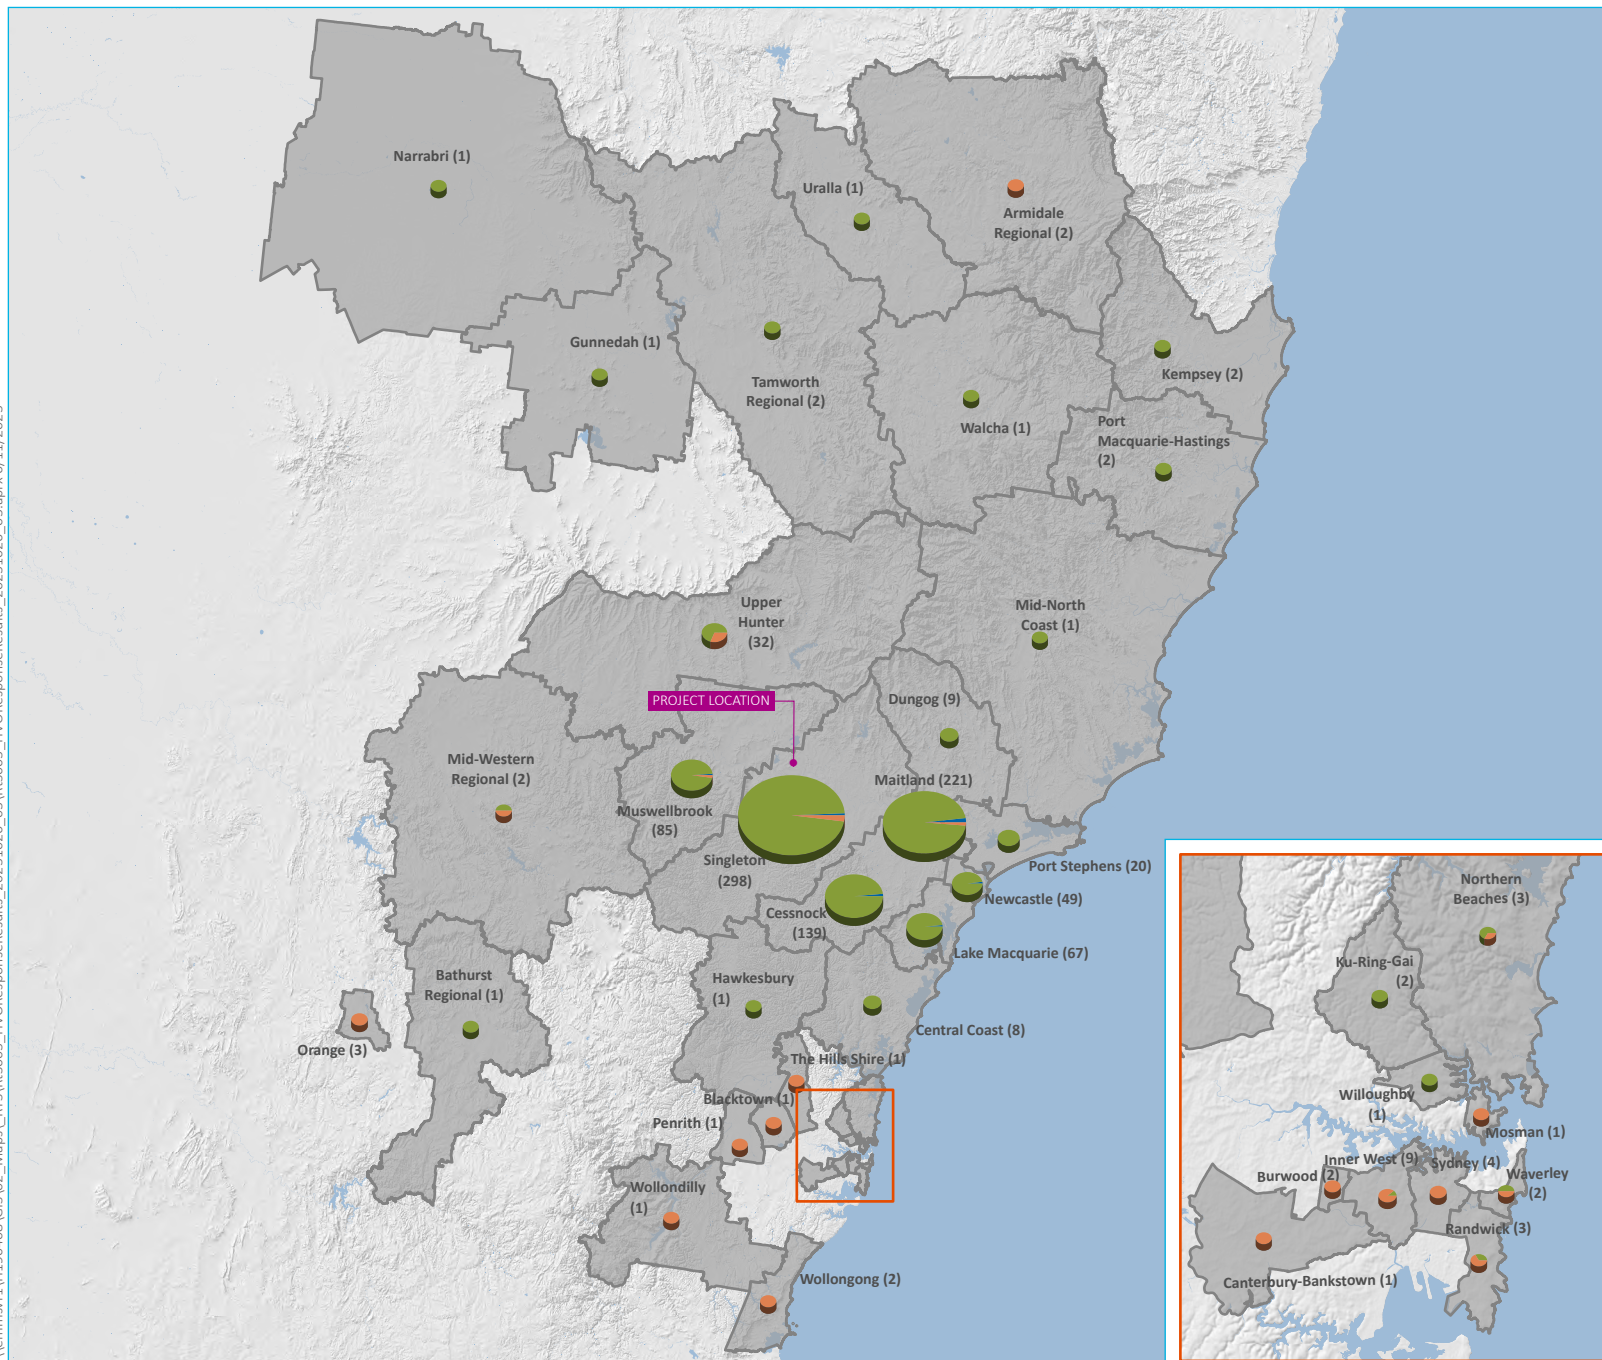 Narrabri (1)
Uralla (1)
Armidale
Regional (2)
Gunnedah (1)
Tamworth
Regional (2)
Kempsey (2)
Walcha (1)
Port
Macquarie-Hastings
(2)
Upper
Hunter
(32)
Mid-North
Coast (1)
PROJECT LOCATION
Dungog (9)
Mid-Western
Regional (2)
Maitland (221)
Muswellbrook
(85)
Singleton
(298)
Port Stephens (20)
Newcastle (49)
Cessnock
(139)
Lake Macquarie (67)
Bathurst
Regional (1)
Hawkesbury
(1)
Central Coast (8)
Orange (3)
The Hills Shire (1)
Blacktown (1)
Penrith (1)
Wollondilly
(1)
Wollongong (2)
Northern
Beaches (3)
Ku-Ring-Gai
(2)
Willoughby
(1)
Mosman (1)
Inner West (9)
Sydney (4)
Waverley
(2)
Burwood (2)
Randwick (3)
Canterbury-Bankstown (1)